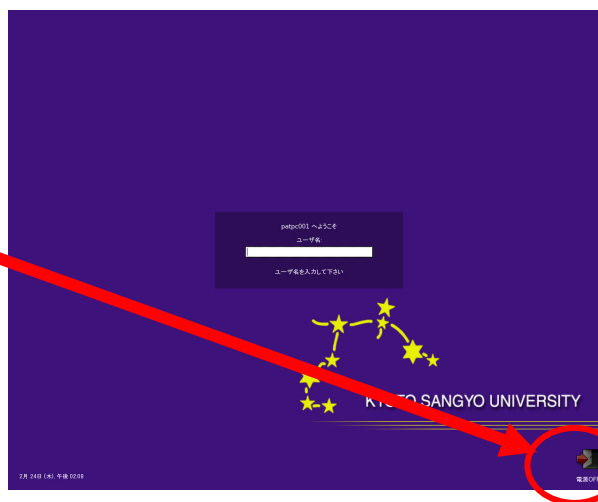 patpc001 へようこそ
ユーザ名:
ユーザ名を入力して下さい
KYOTO SANGYO UNIVERSITY
2月 24日 (木), 午後 02:08
電源OFF